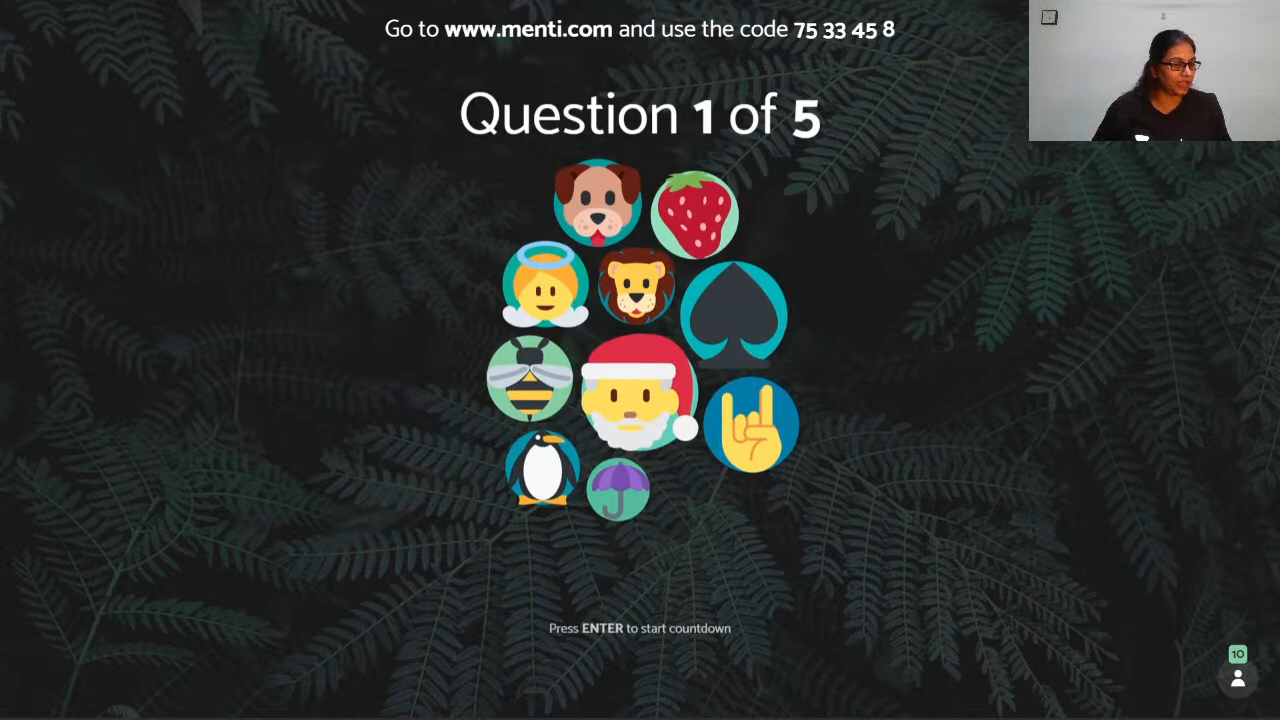 Go to www.menti.com and use the code 75 33 45 8
Question 1 of 5
Press ENTER to start countdown
10